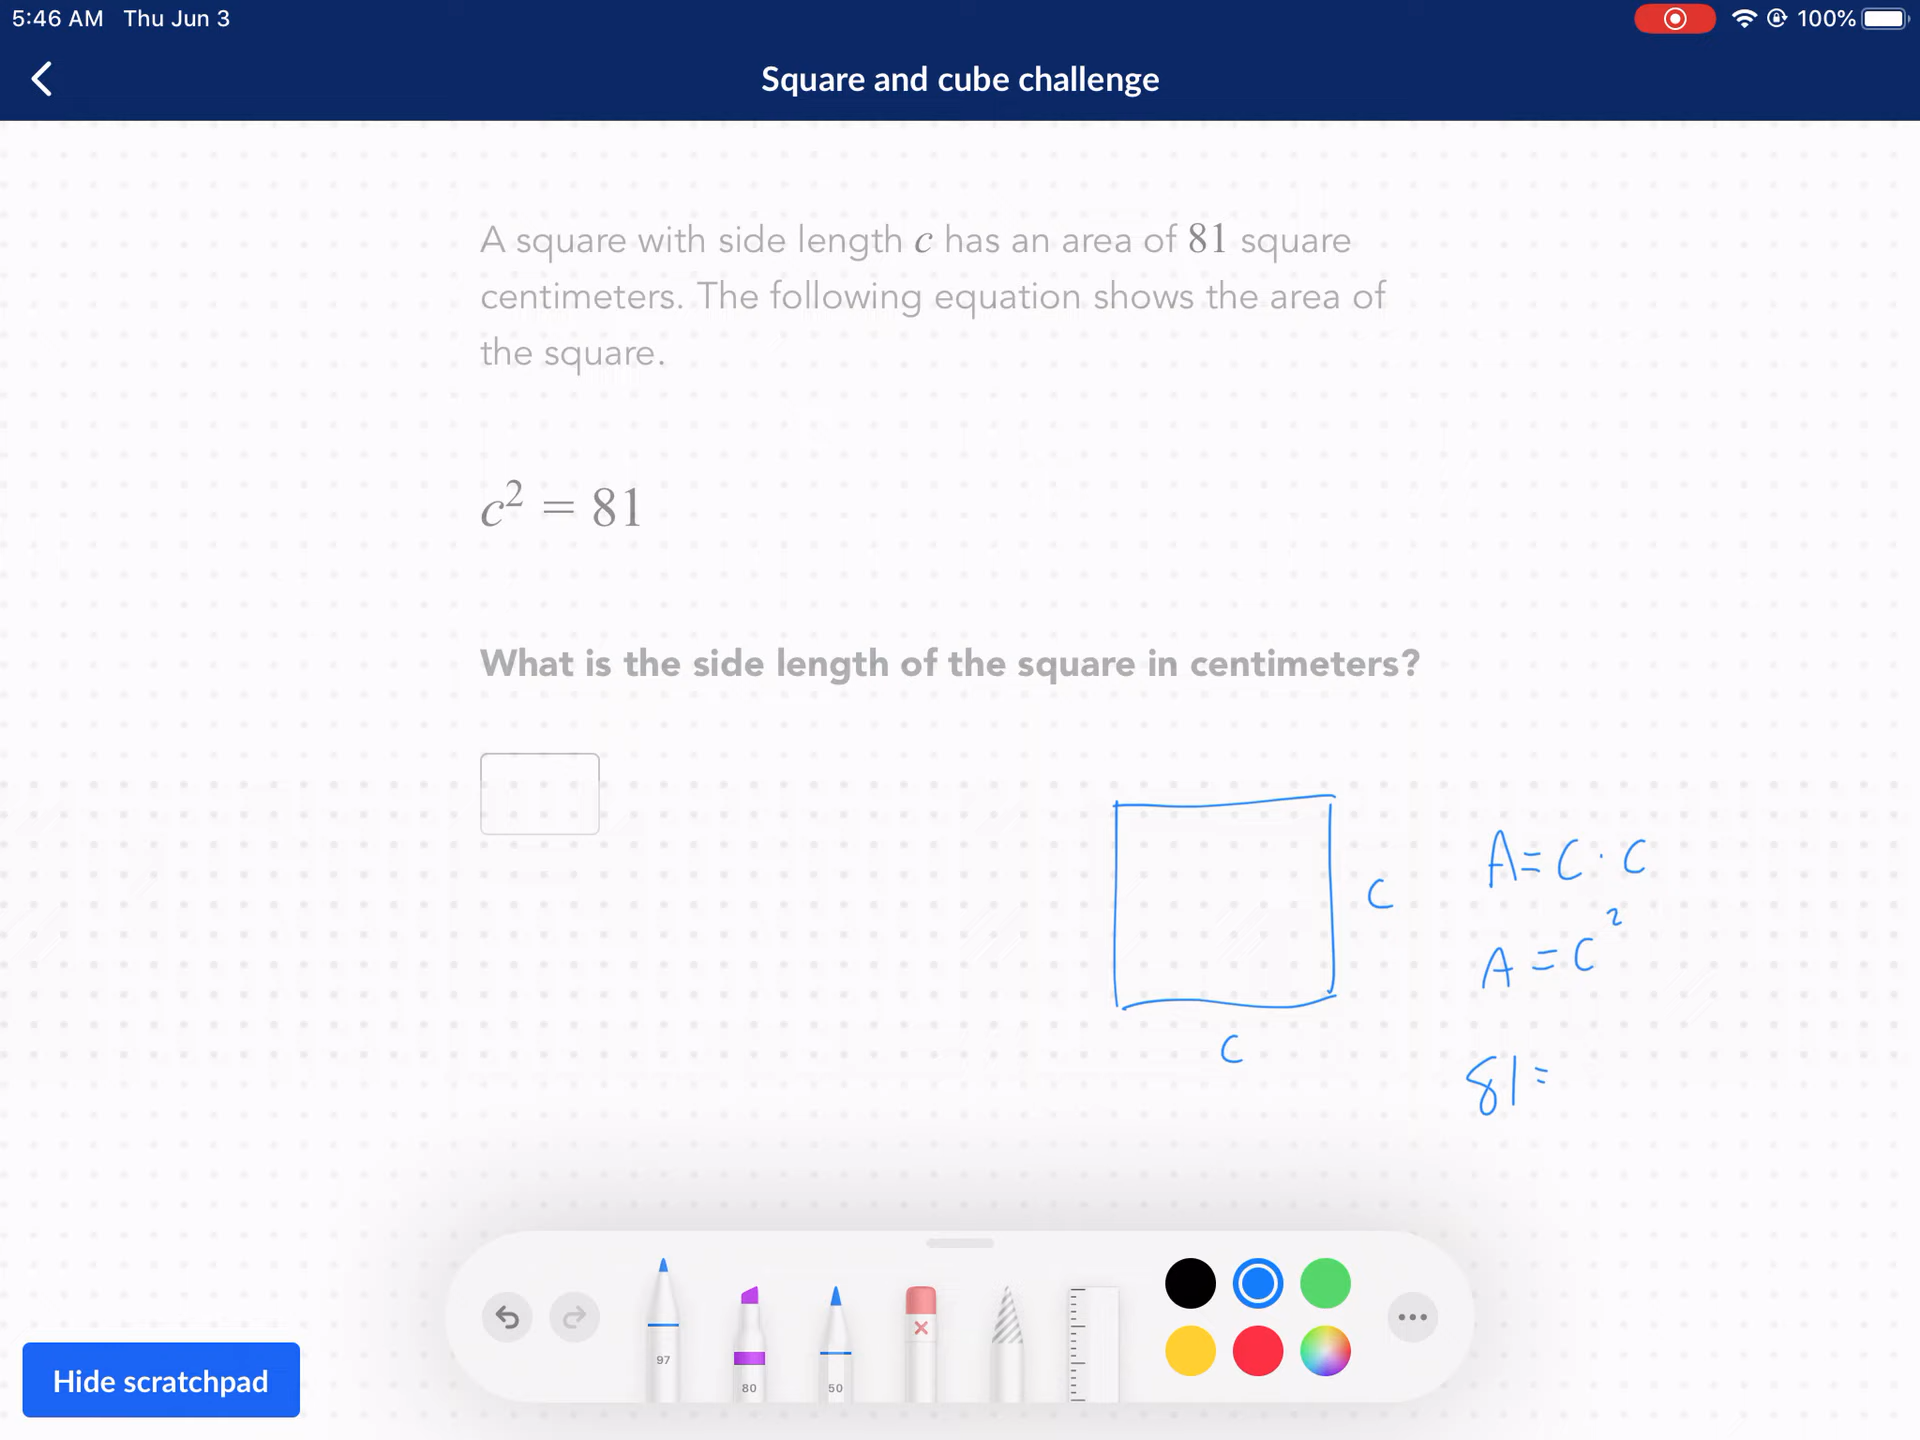 5:46 AM Thu Jun 3
100%
Square and cube challenge
A square with side length c has an area of 81 square
centimeters. The following equation shows the area of
the square.
c² = 81
What is the side length of the square in centimeters?
A = C · C
C
A = C²
C
81 =
97
80
50
Hide scratchpad